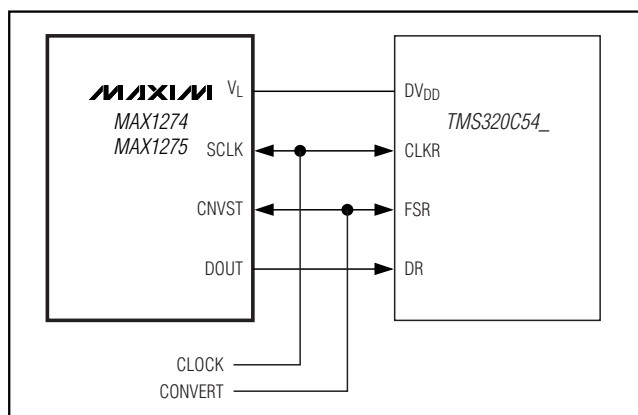 MAXIM
MAX1274
MAX1275
VL
SCLK
CNVST
DOUT
DVDD
TMS320C54_
CLKR
FSR
DR
CLOCK
CONVERT